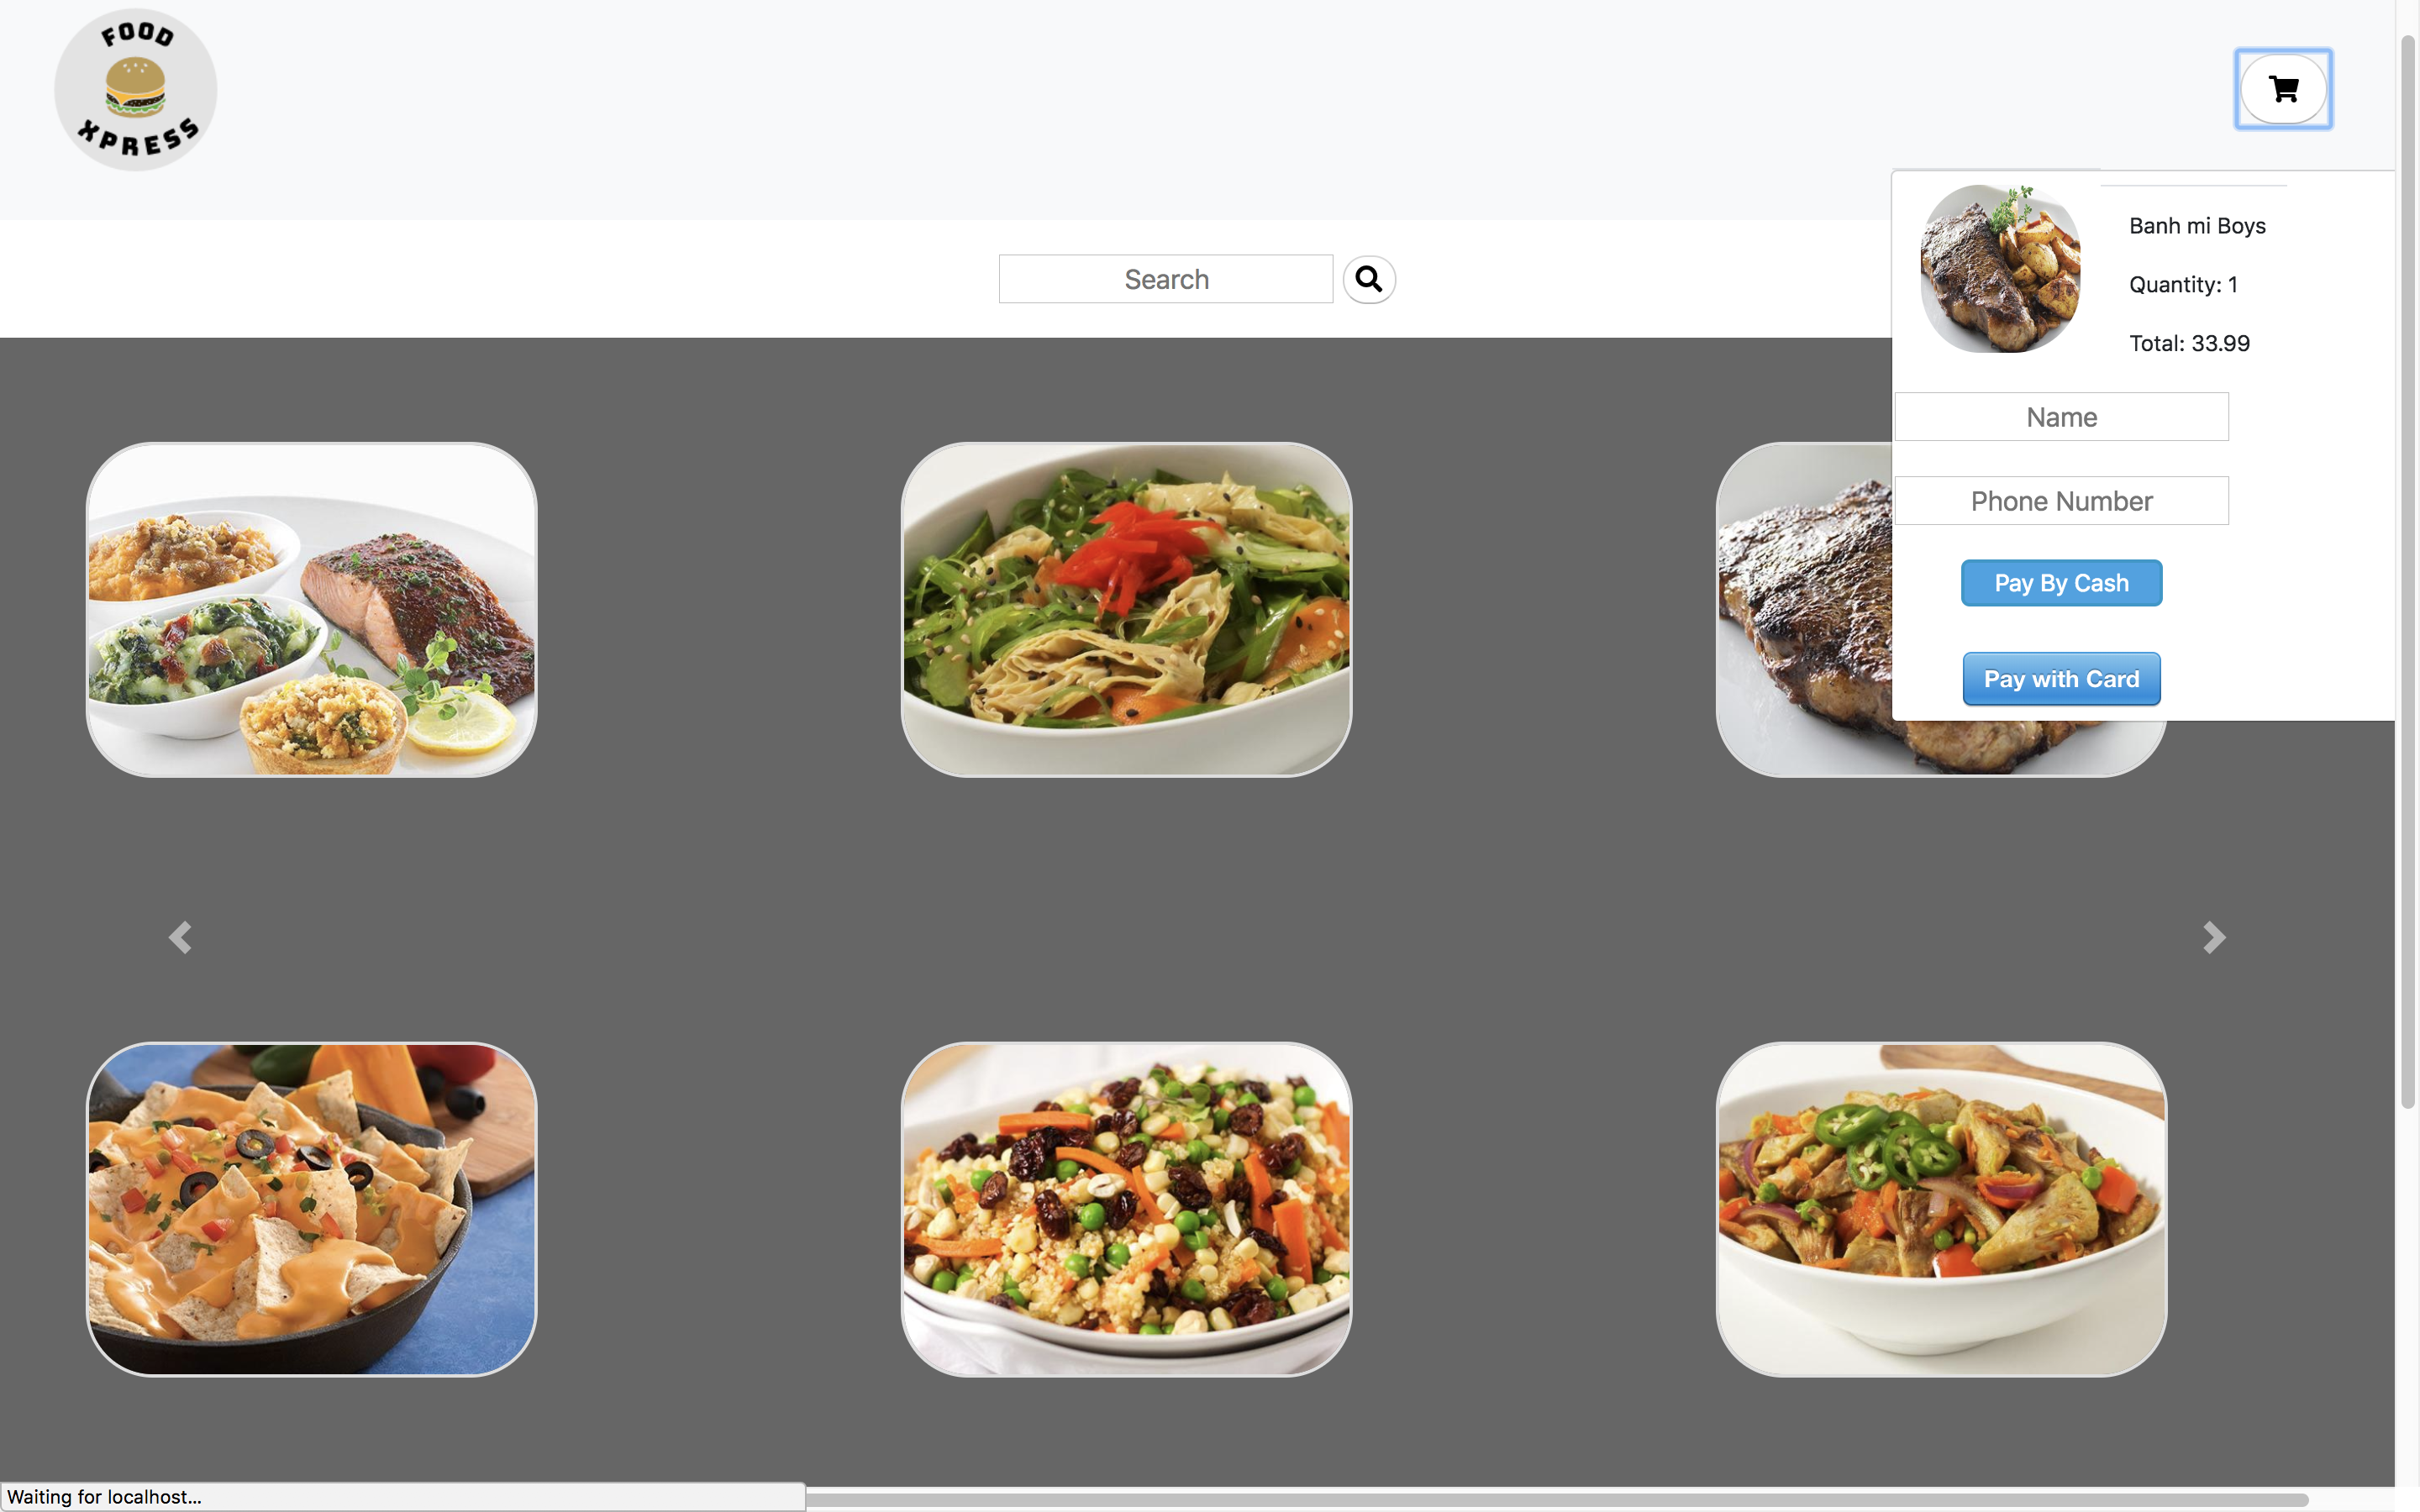 FOOD
XPRESS
Search
Banh mi Boys
Quantity: 1
Total: 33.99
Name
Phone Number
Pay By Cash
Pay with Card
Waiting for localhost...